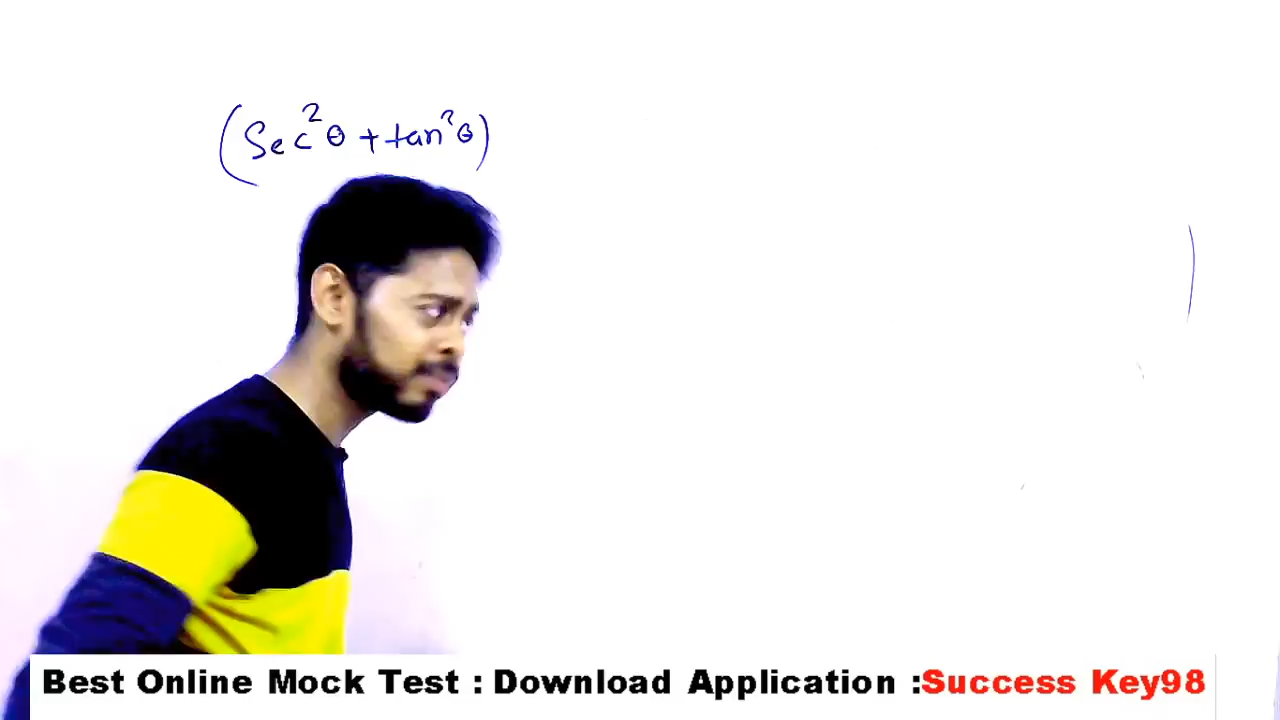 (Sec²θ + tan²θ)
Best Online Mock Test : Download Application :Success Key98